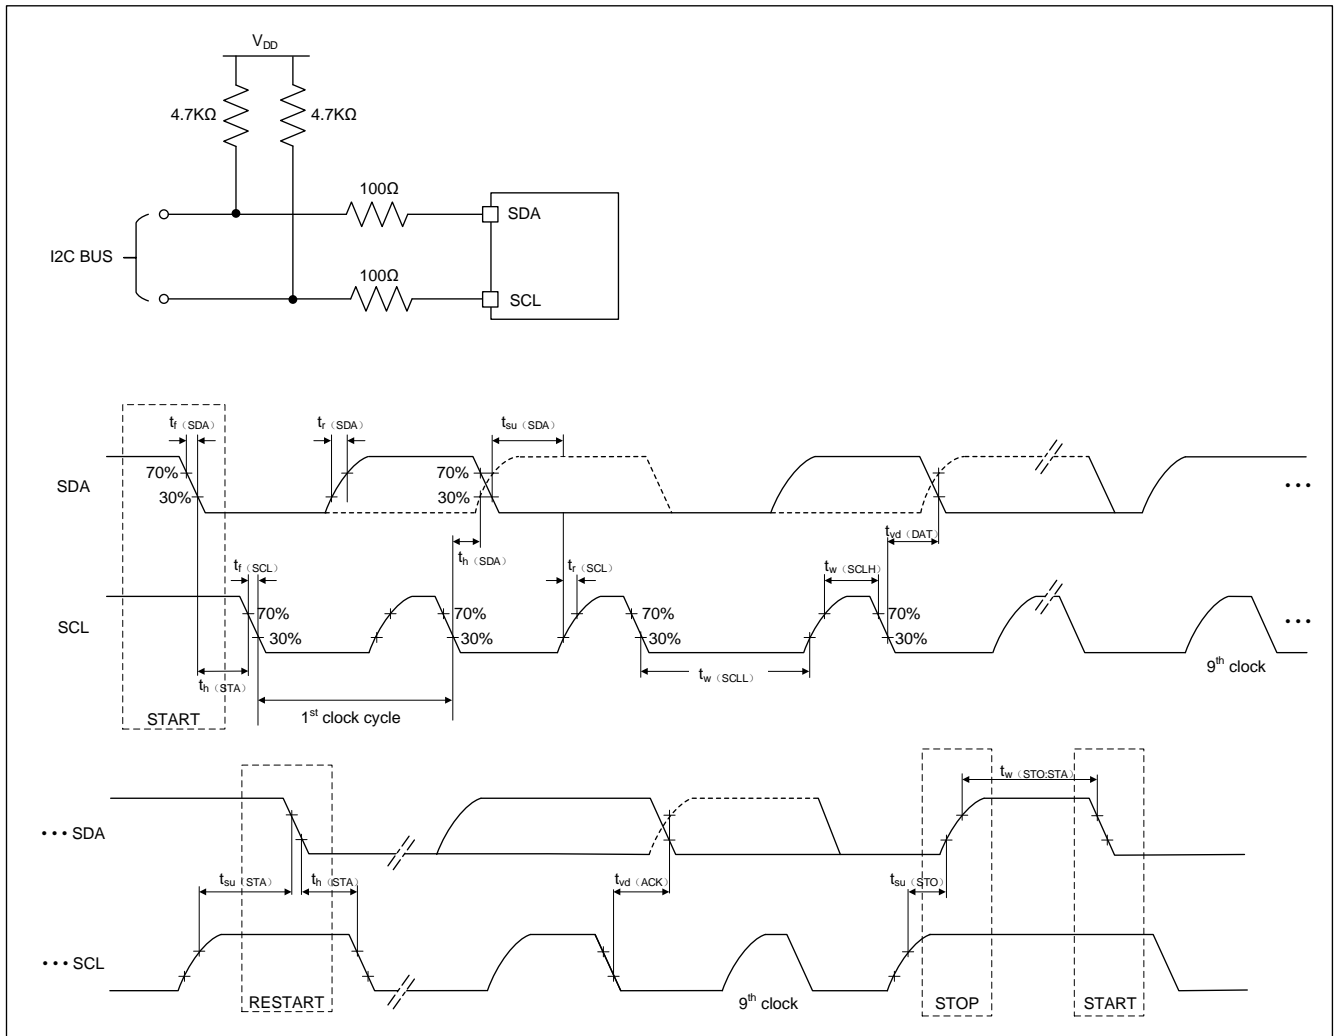 VDD
4.7KΩ 4.7KΩ
100Ω
SDA
I2C BUS
100Ω
SCL
tf（SDA） tr（SDA） tsu（SDA）
70% 70%
SDA 30% 30% •••
tvd（DAT）
th（SDA）
tf（SCL） tr（SCL） tw（SCLH）
70% 70% 70% 70%
SCL 30% 30% 30% 30% •••
th（STA） tw（SCLL） 9th clock
START 1st clock cycle
tw（STO:STA）
••• SDA
tsu（STA） th（STA） tvd（ACK） tsu（STO）
••• SCL
RESTART 9th clock STOP START